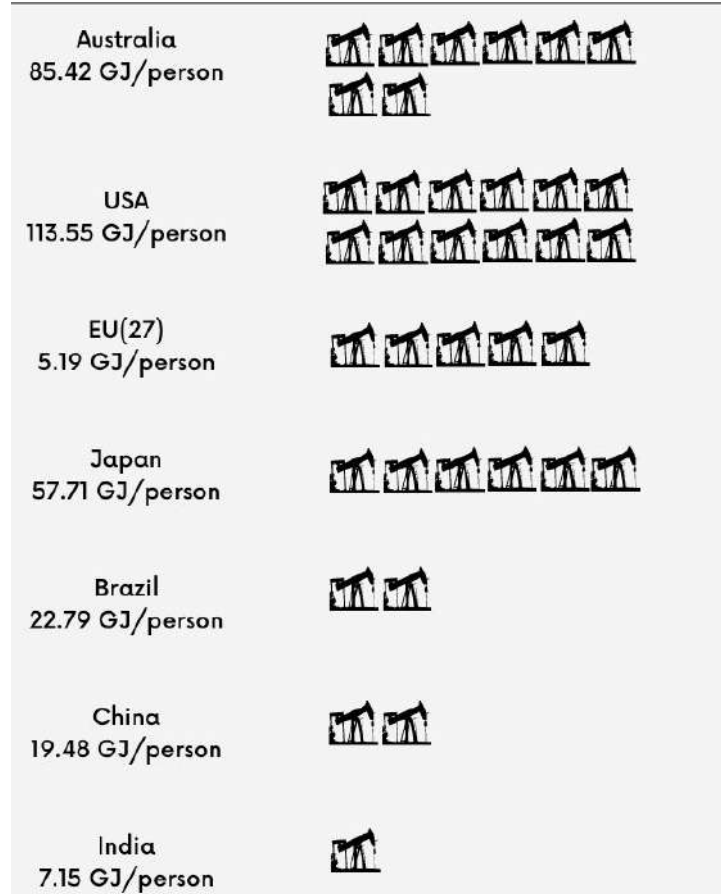 Australia
85.42 GJ/person
USA
113.55 GJ/person
EU(27)
5.19 GJ/person
Japan
57.71 GJ/person
Brazil
22.79 GJ/person
China
19.48 GJ/person
India
7.15 GJ/person